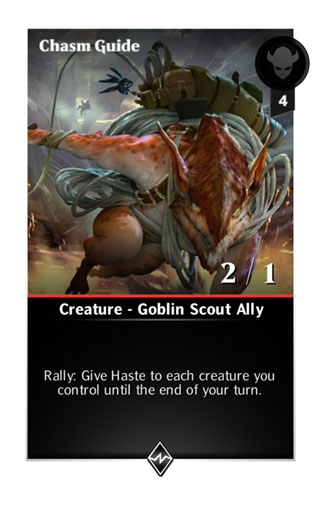 Chasm Guide
4
2 / 1
Creature - Goblin Scout Ally
Rally: Give Haste to each creature you
control until the end of your turn.